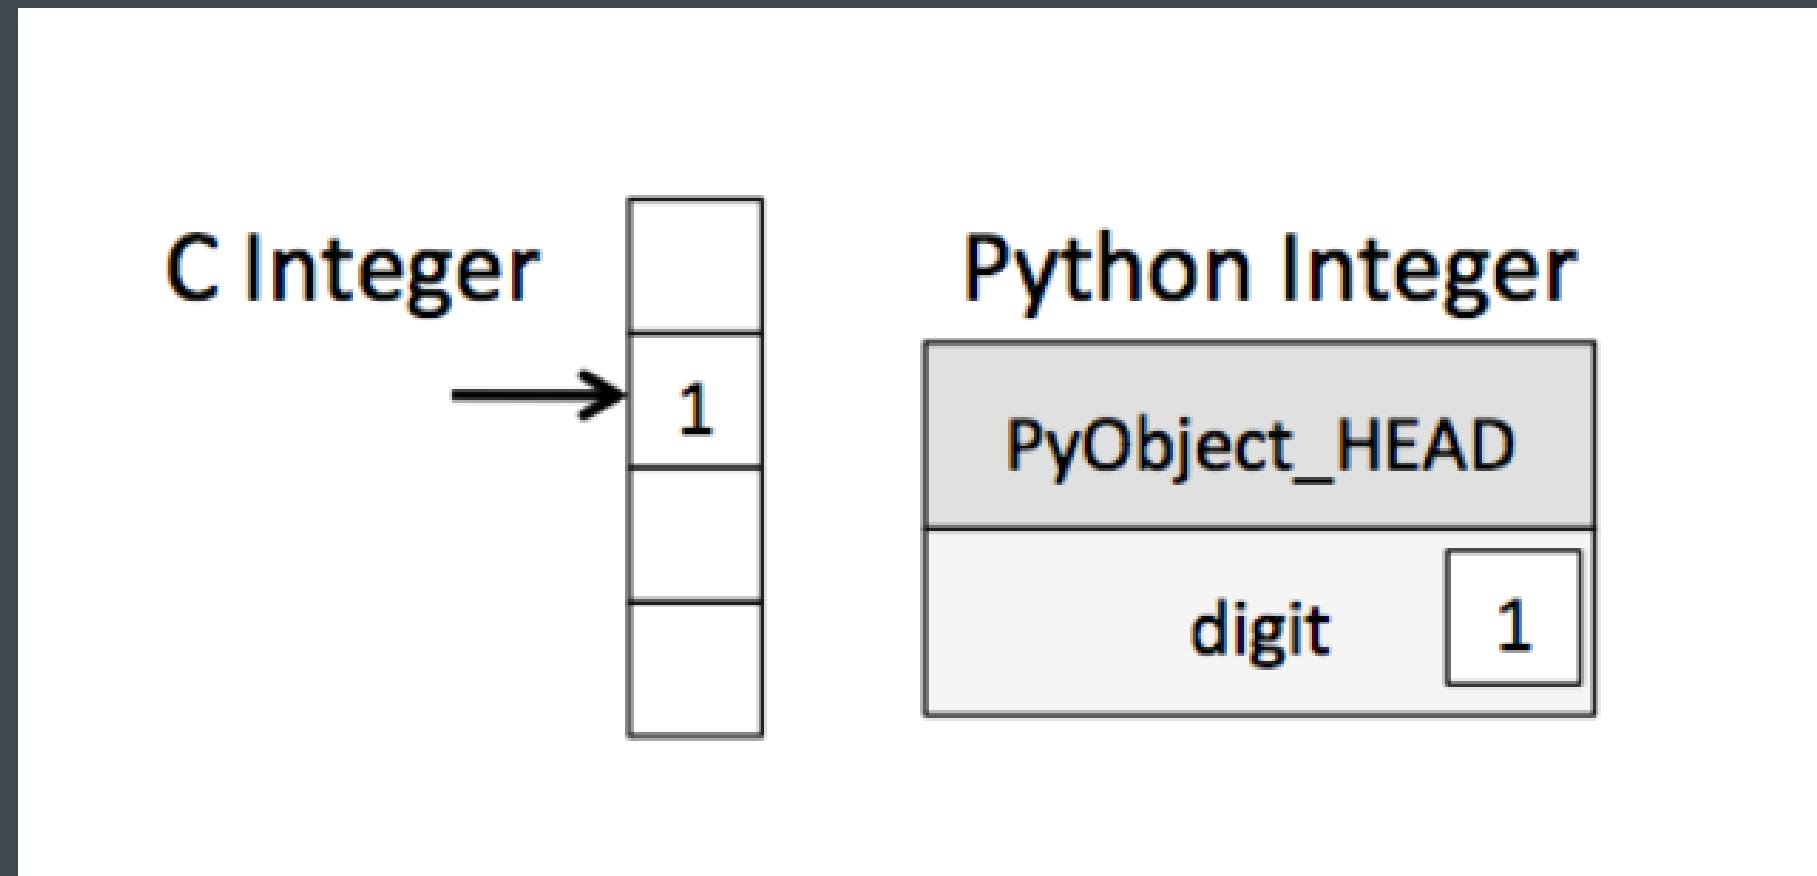 C Integer
1
Python Integer
PyObject_HEAD
digit
1